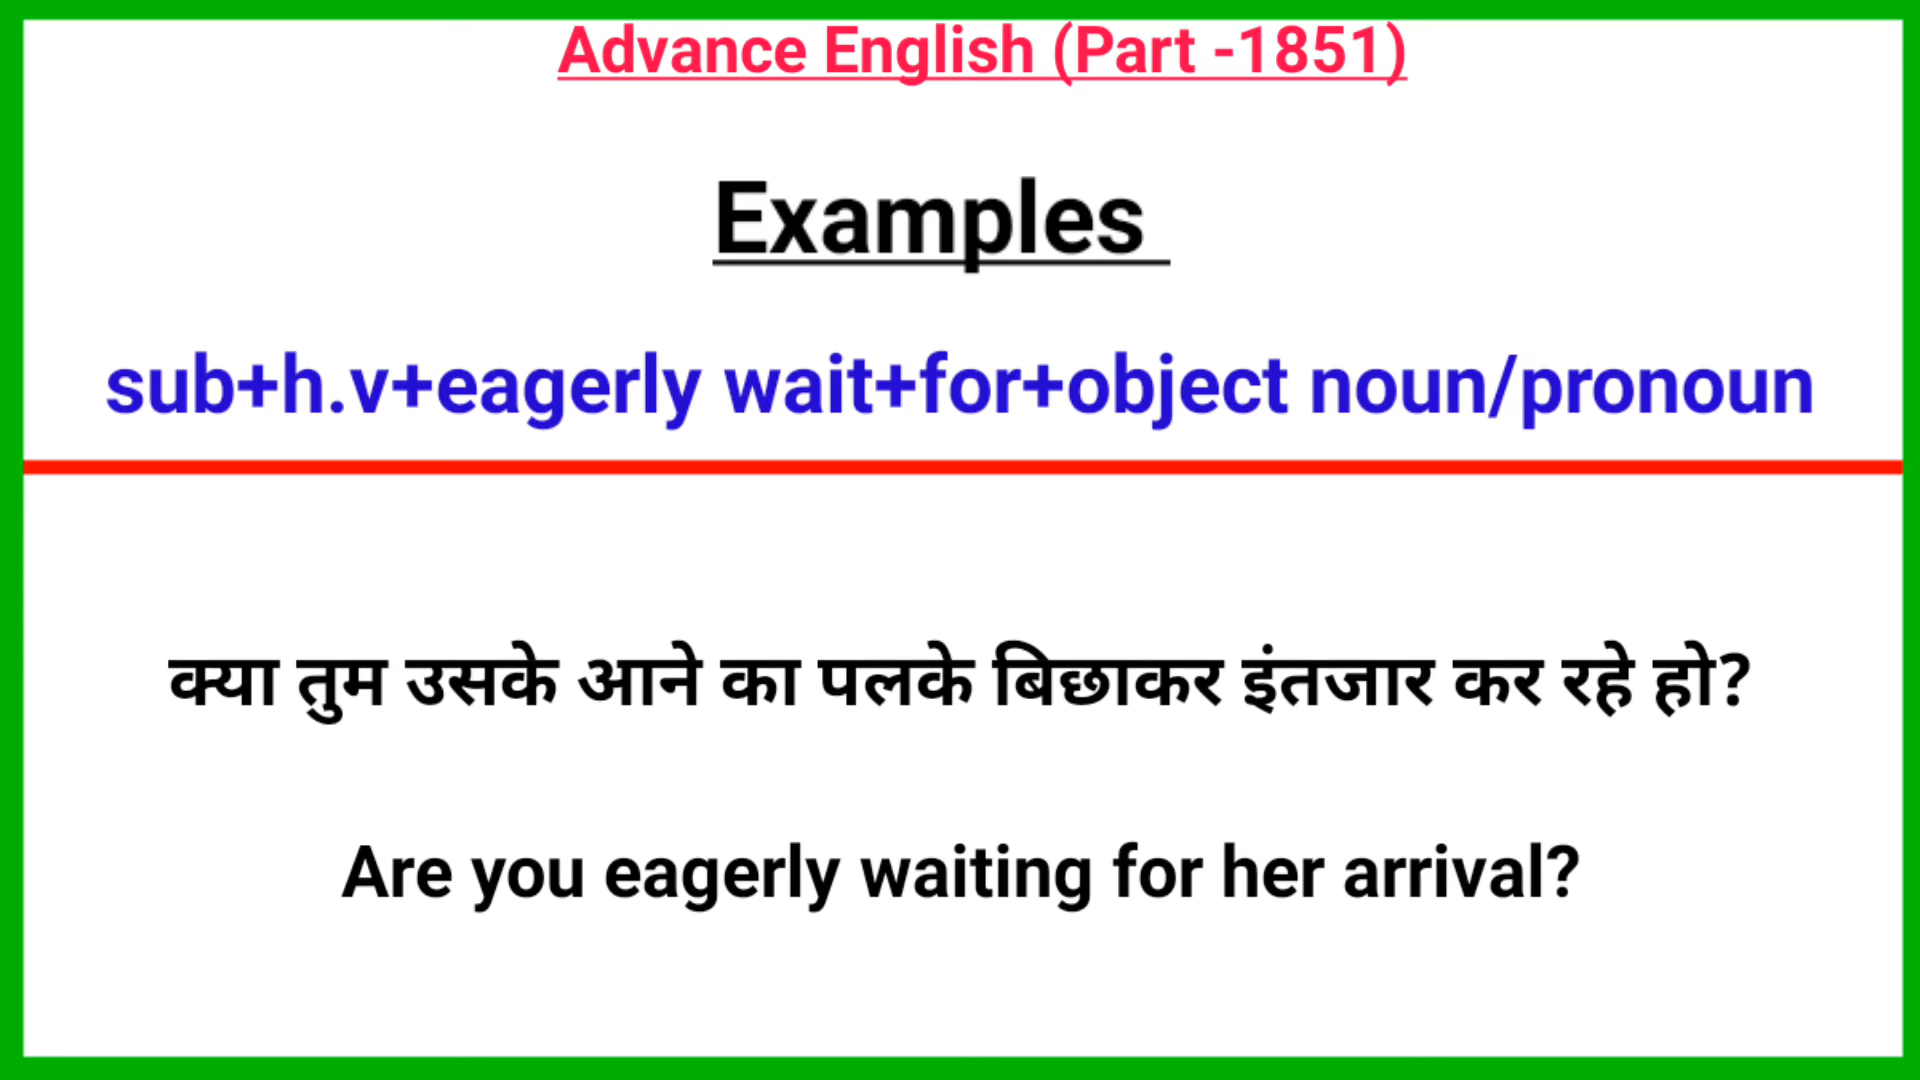 Advance English (Part -1851)
Examples
sub+h.v+eagerly wait+for+object noun/pronoun
क्या तुम उसके आने का पलके बिछाकर इंतजार कर रहे हो?
Are you eagerly waiting for her arrival?